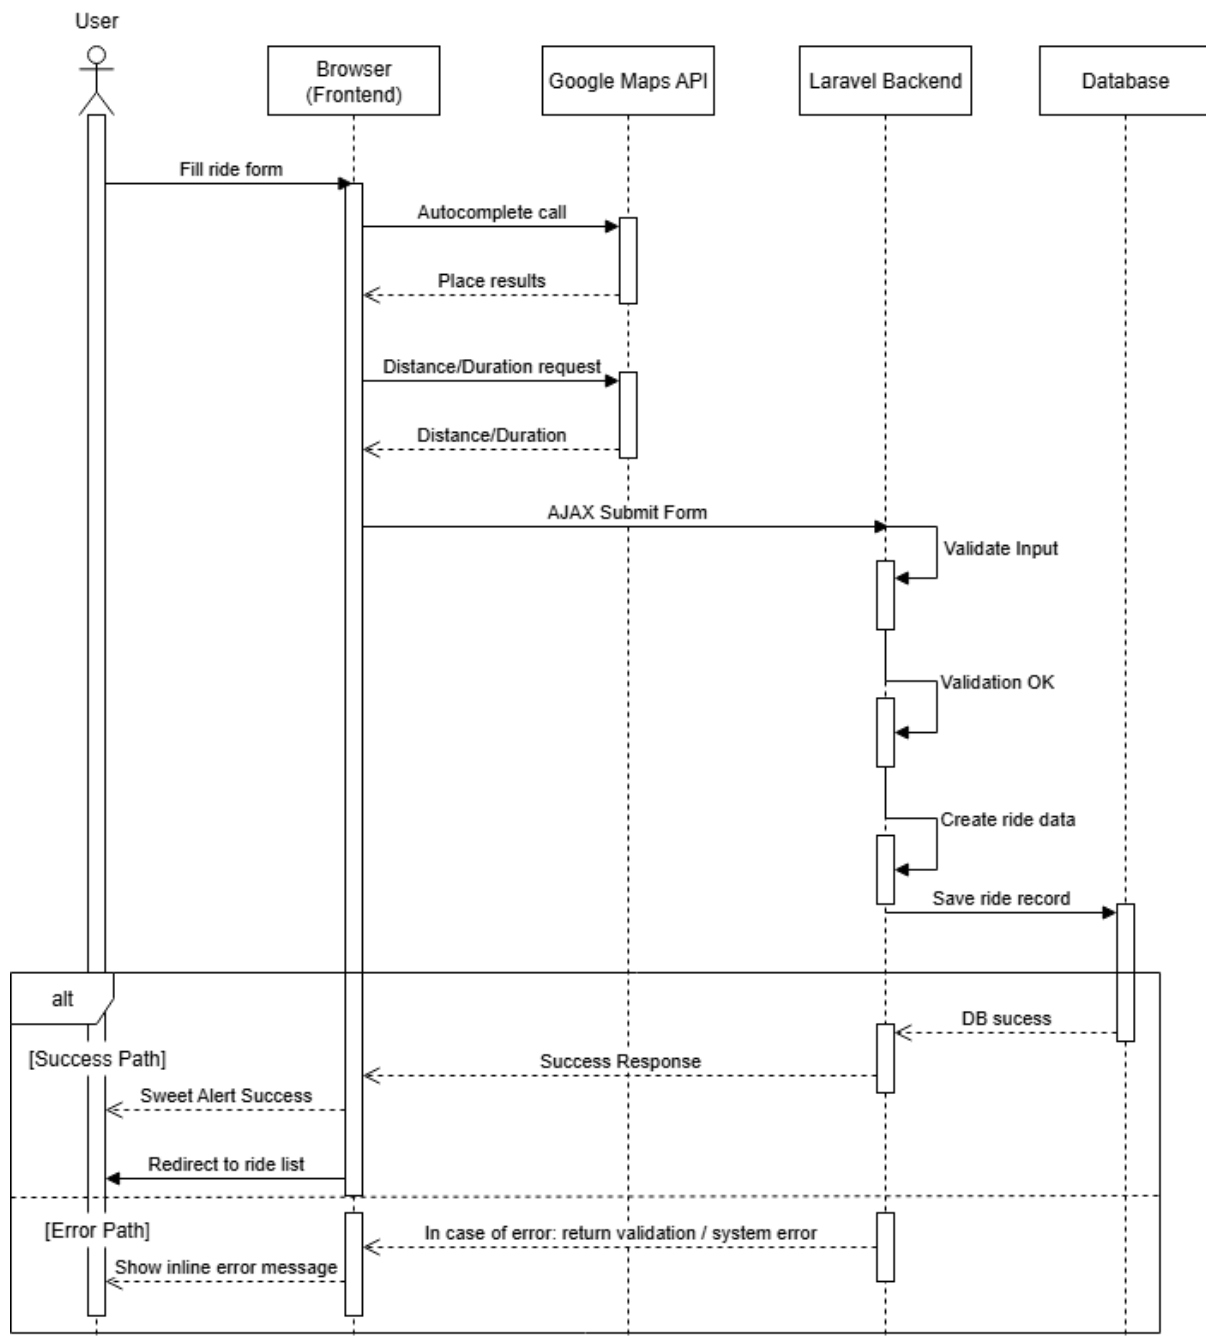 User
Browser
(Frontend)
Google Maps API
Laravel Backend
Database
Fill ride form
Autocomplete call
Place results
Distance/Duration request
Distance/Duration
AJAX Submit Form
Validate Input
Validation OK
Create ride data
Save ride record
alt
DB sucess
[Success Path]
Success Response
Sweet Alert Success
Redirect to ride list
[Error Path]
In case of error: return validation / system error
Show inline error message